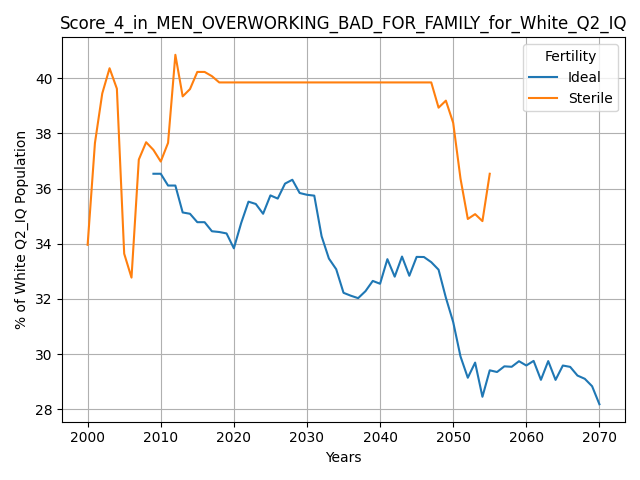 Score_4_in_MEN_OVERWORKING_BAD_FOR_FAMILY_for_White_Q2_IQ
Fertility
Ideal
Sterile
% of White Q2_IQ Population
40
38
36
34
32
30
28
2000 2010 2020 2030 2040 2050 2060 2070
Years